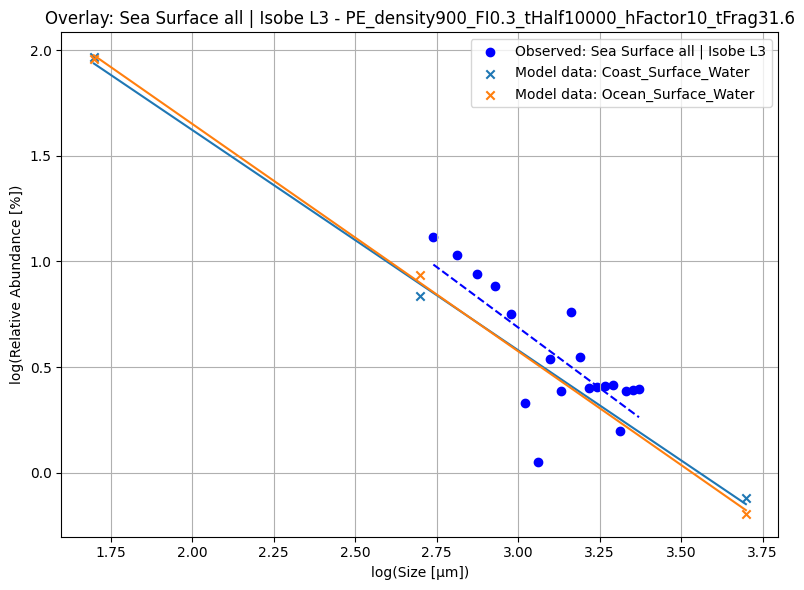 Overlay: Sea Surface all | Isobe L3 - PE_density900_FI0.3_tHalf10000_hFactor10_tFrag31.6
Observed: Sea Surface all | Isobe L3
Model data: Coast_Surface_Water
Model data: Ocean_Surface_Water
log(Relative Abundance [%])
2.0
1.5
1.0
0.5
0.0
1.75 2.00 2.25 2.50 2.75 3.00 3.25 3.50 3.75
log(Size [µm])